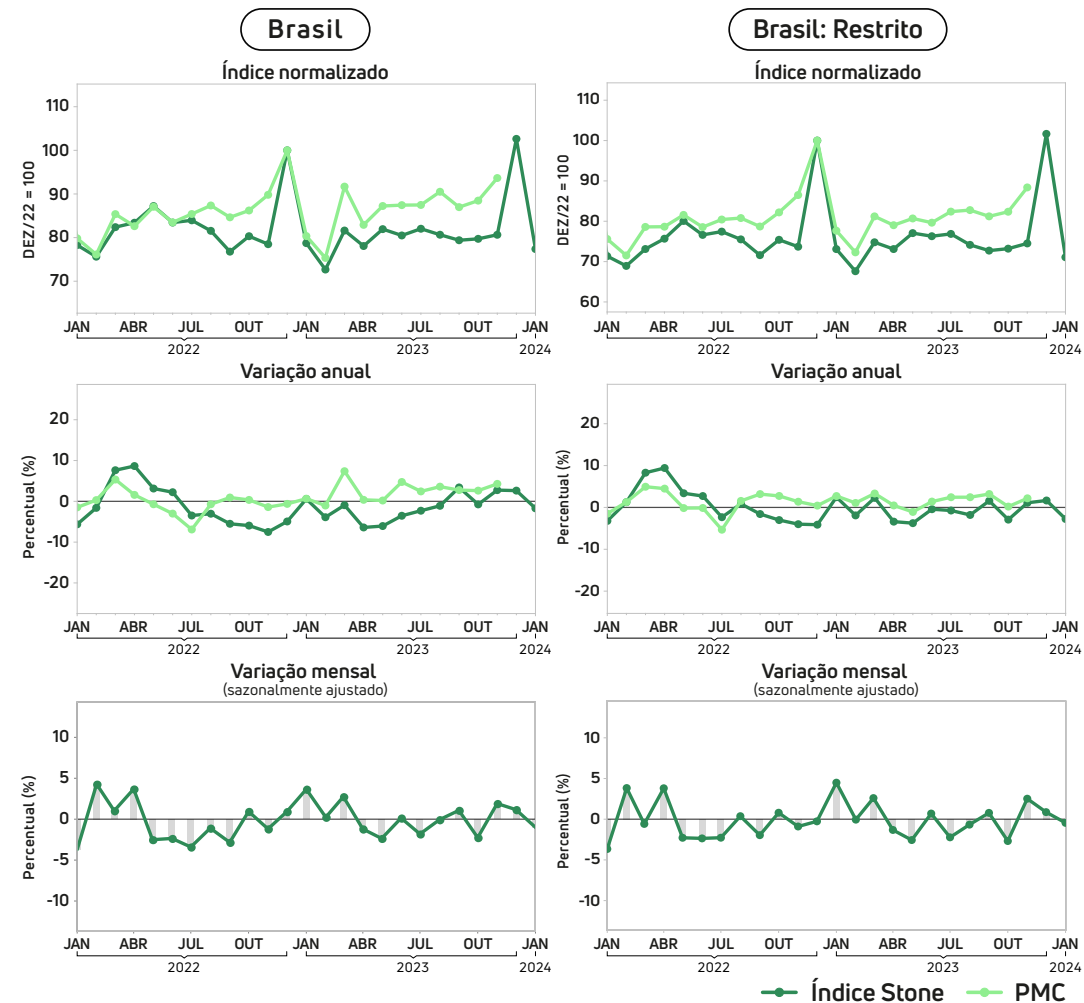 Brasil
Índice normalizado
DEZ/22 = 100
110
100
90
80
70
JAN ABR JUL OUT JAN ABR JUL OUT JAN
2022 2023 2024
Variação anual
Percentual (%)
20
10
0
-10
-20
JAN ABR JUL OUT JAN ABR JUL OUT JAN
2022 2023 2024
Variação mensal
(sazonalmente ajustado)
Percentual (%)
10
5
0
-5
-10
JAN ABR JUL OUT JAN ABR JUL OUT JAN
2022 2023 2024
Brasil: Restrito
Índice normalizado
DEZ/22 = 100
110
100
90
80
70
60
JAN ABR JUL OUT JAN ABR JUL OUT JAN
2022 2023 2024
Variação anual
Percentual (%)
20
10
0
-10
-20
JAN ABR JUL OUT JAN ABR JUL OUT JAN
2022 2023 2024
Variação mensal
(sazonalmente ajustado)
Percentual (%)
10
5
0
-5
-10
JAN ABR JUL OUT JAN ABR JUL OUT JAN
2022 2023 2024
Índice Stone PMC